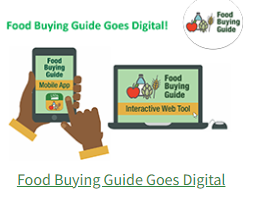 Food Buying Guide Goes Digital!
Food
Buying
Guide
Food
Buying
Guide
Mobile App
Food
Buying
Guide
Interactive Web Tool
Food Buying Guide Goes Digital